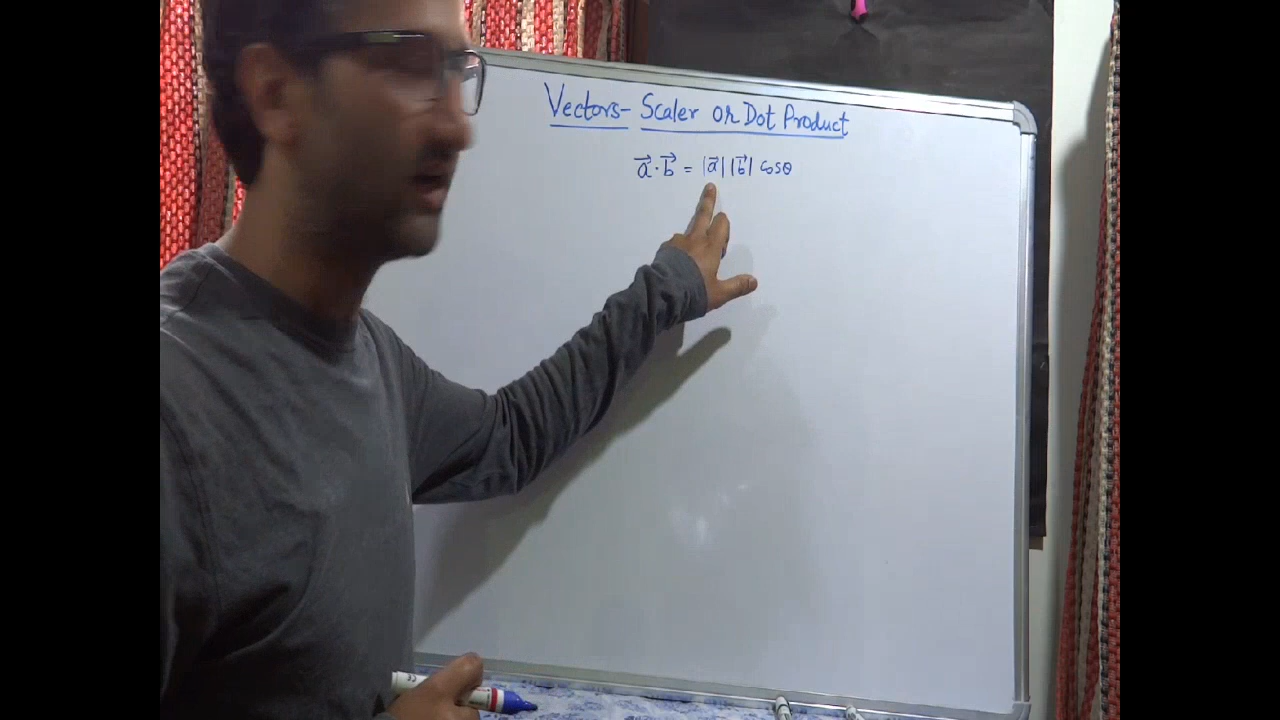 Vectors- Scaler Or Dot Product
a⃗ · b⃗ = |a⃗| |b⃗| cosθ